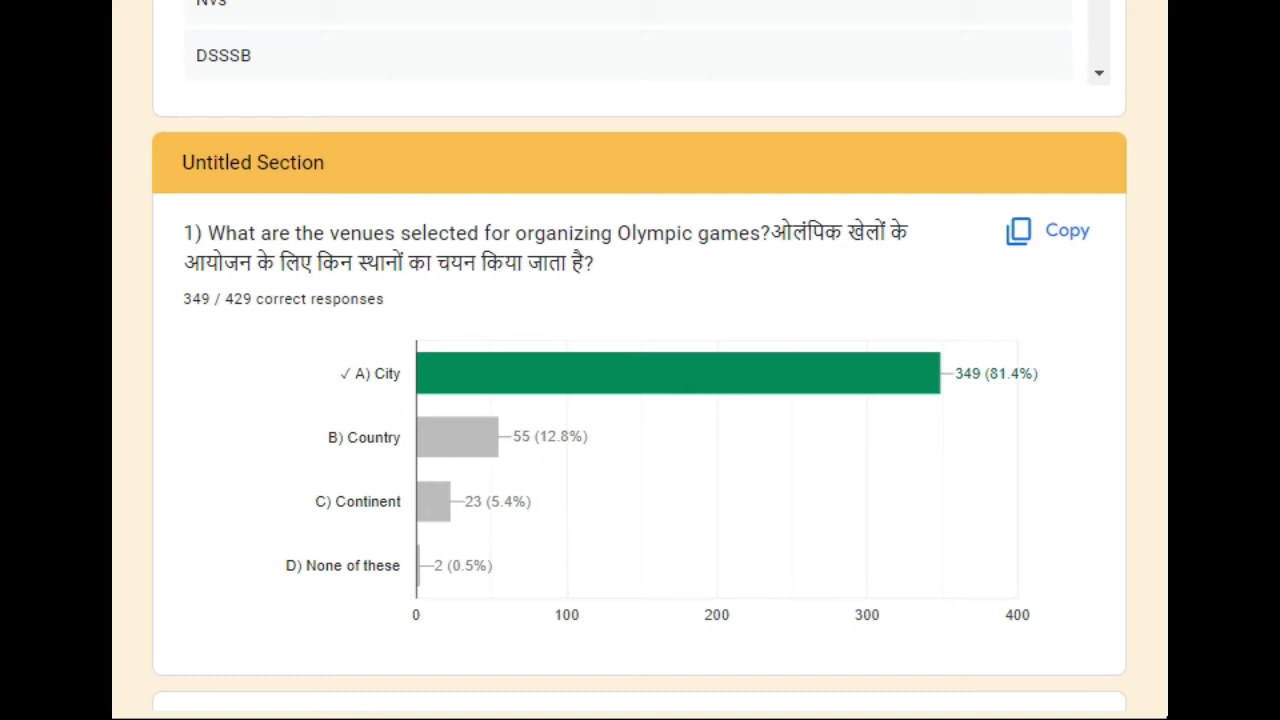 Nvs
DSSSB
Untitled Section
1) What are the venues selected for organizing Olympic games?ओलंपिक खेलों के
आयोजन के लिए किन स्थानों का चयन किया जाता है?
Copy
349 / 429 correct responses
✓ A) City
349 (81.4%)
B) Country
55 (12.8%)
C) Continent
23 (5.4%)
D) None of these
2 (0.5%)
0 100 200 300 400